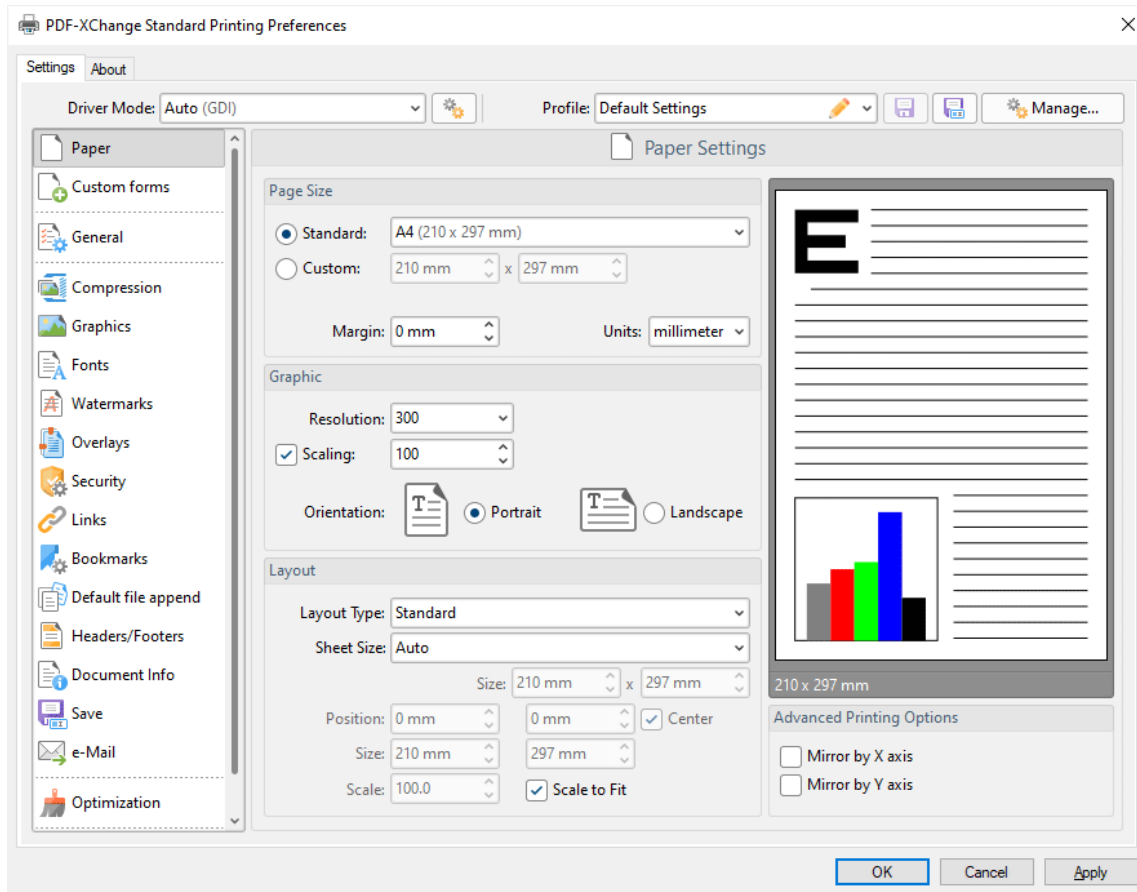 PDF-XChange Standard Printing Preferences
Settings About
Driver Mode: Auto (GDI) Profile: Default Settings Manage...
Paper
Custom forms
General
Compression
Graphics
Fonts
Watermarks
Overlays
Security
Links
Bookmarks
Default file append
Headers/Footers
Document Info
Save
e-Mail
Optimization
Paper Settings
Page Size
Standard: A4 (210 x 297 mm)
Custom: 210 mm x 297 mm
Margin: 0 mm Units: millimeter
Graphic
Resolution: 300
Scaling: 100
Orientation: T Portrait T Landscape
Layout
Layout Type: Standard
Sheet Size: Auto
Size: 210 mm x 297 mm
Position: 0 mm 0 mm Center
Size: 210 mm 297 mm
Scale: 100.0 Scale to Fit
E
210 x 297 mm
Advanced Printing Options
Mirror by X axis
Mirror by Y axis
OK Cancel Apply